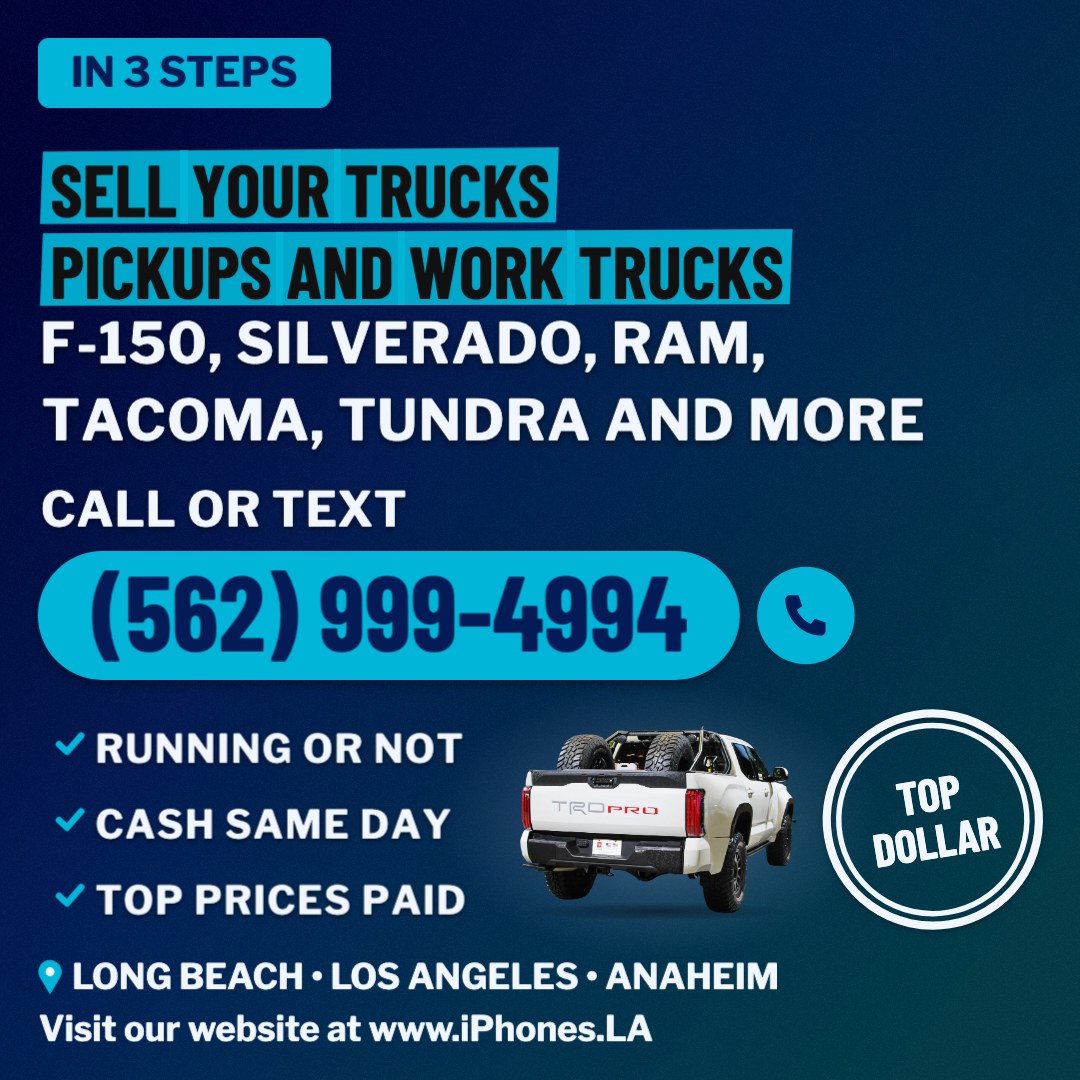 IN 3 STEPS
SELL YOUR TRUCKS
PICKUPS AND WORK TRUCKS
F-150, SILVERADO, RAM,
TACOMA, TUNDRA AND MORE
CALL OR TEXT
(562) 999-4994
RUNNING OR NOT
CASH SAME DAY
TOP PRICES PAID
TRDPRO
TOP
DOLLAR
LONG BEACH • LOS ANGELES • ANAHEIM
Visit our website at www.iPhones.LA